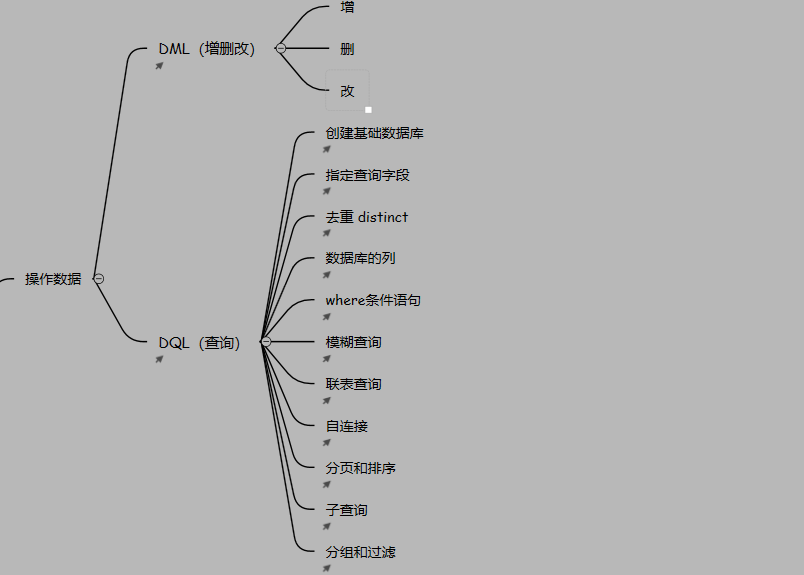 增
DML（增删改）
删
改
创建基础数据库
指定查询字段
去重 distinct
数据库的列
操作数据
where条件语句
DQL（查询）
模糊查询
联表查询
自连接
分页和排序
子查询
分组和过滤